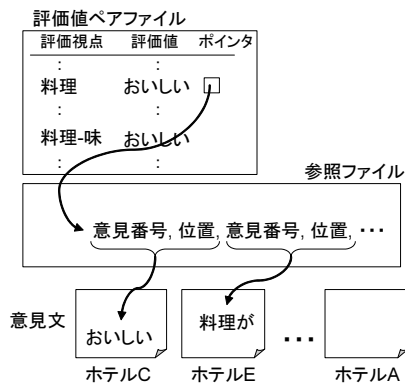 評価値ペアファイル
評価視点 評価値 ポインタ
: :
料理 おいしい
: :
料理-味 おいしい
: :
参照ファイル
意見番号, 位置, 意見番号, 位置, ・・・
意見文
おいしい 料理が ・・・
ホテルC ホテルE ホテルA